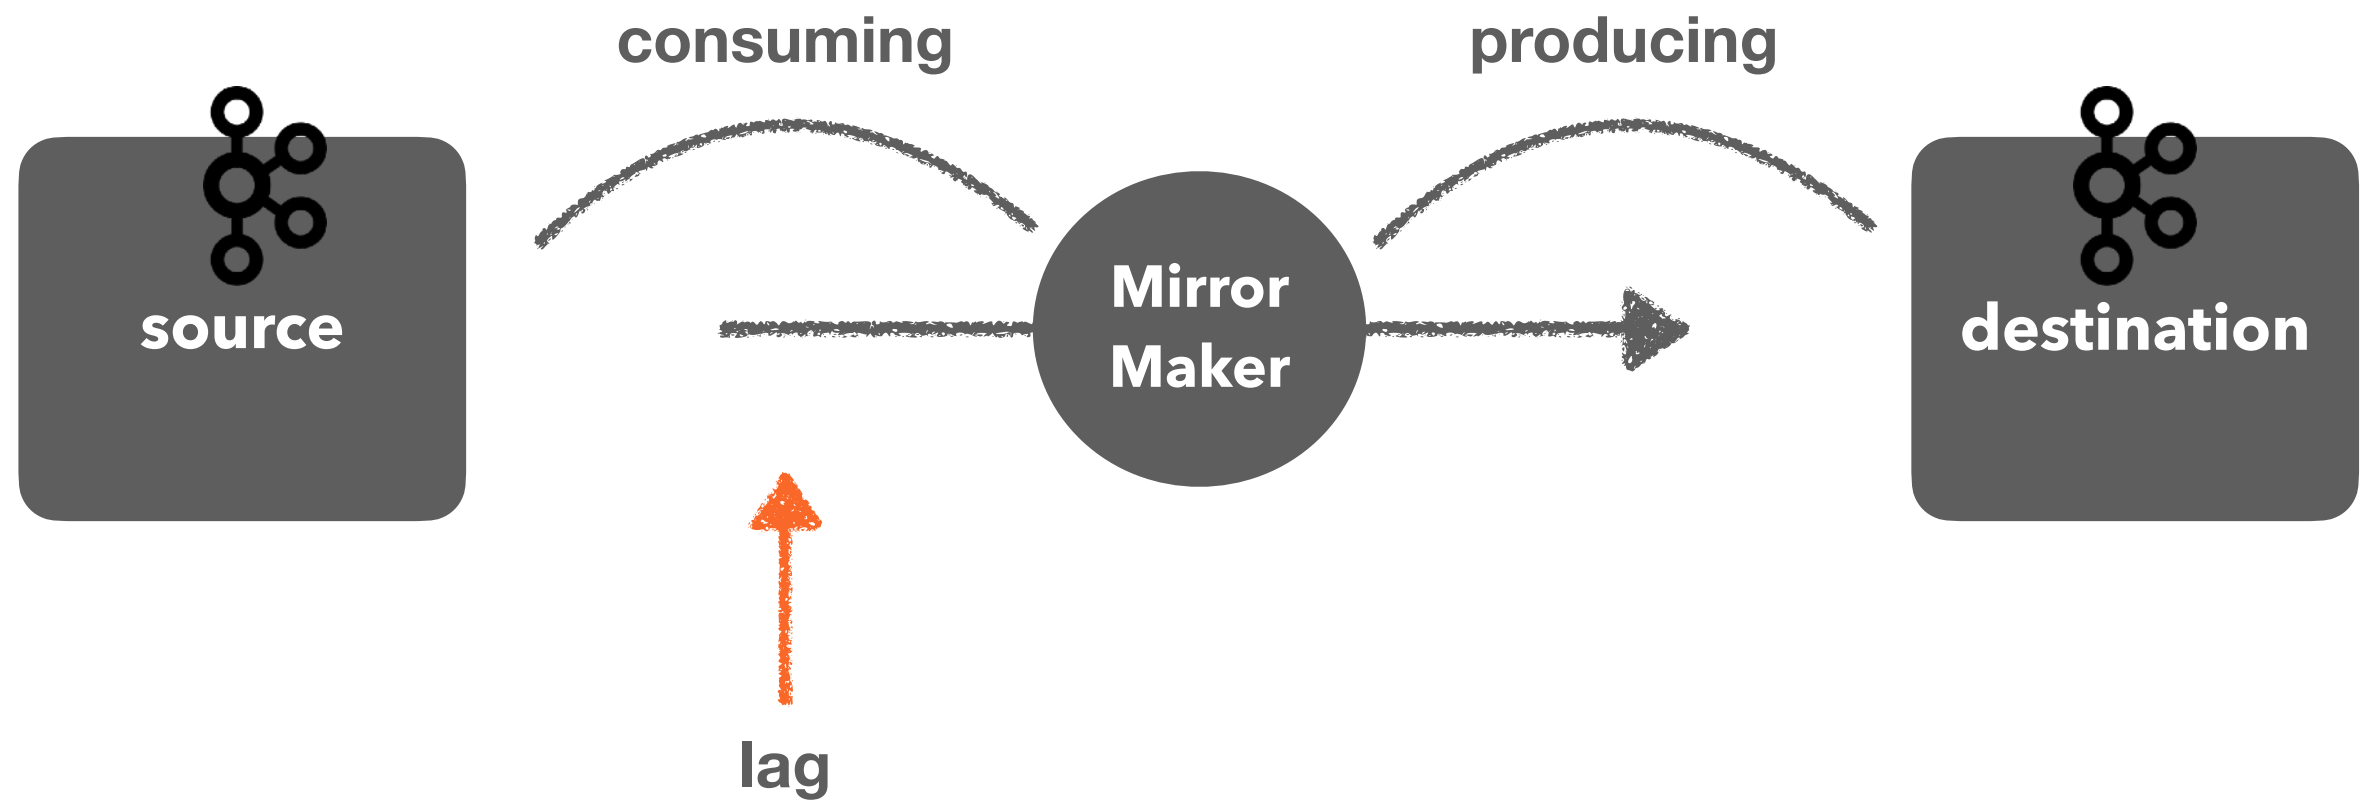 consuming
producing
source
Mirror
Maker
destination
lag